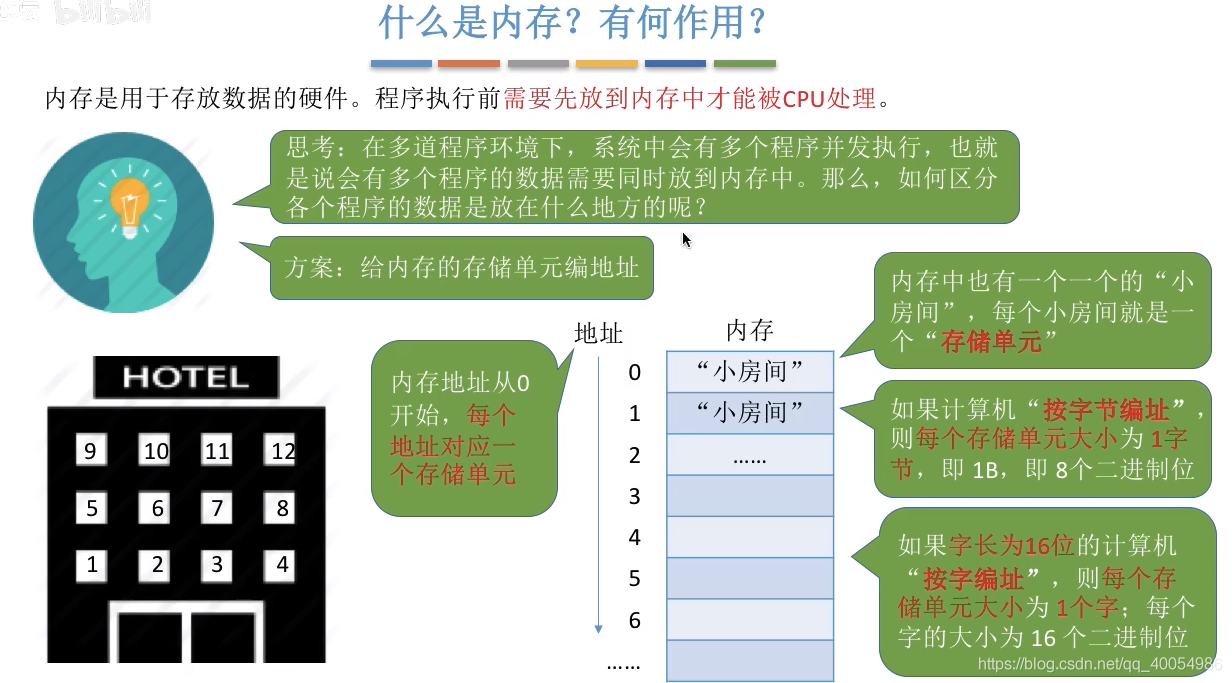 什么是内存？有何作用？
内存是用于存放数据的硬件。程序执行前需要先放到内存中才能被CPU处理。
思考：在多道程序环境下，系统中会有多个程序并发执行，也就
是说会有多个程序的数据需要同时放到内存中。那么，如何区分
各个程序的数据是放在什么地方的呢？
方案：给内存的存储单元编地址
HOTEL
9 10 11 12
5 6 7 8
1 2 3 4
内存地址从0
开始，每个
地址对应一
个存储单元
地址
内存
0 “小房间”
1 “小房间”
2 ……
3
4
5
6
……
内存中也有一个一个的“小
房间”，每个小房间就是一
个“存储单元”
如果计算机“按字节编址”，
则每个存储单元大小为 1字
节，即 1B，即 8个二进制位
如果字长为16位的计算机
“按字编址”，则每个存
储单元大小为 1个字；每个
字的大小为 16 个二进制位
https://blog.csdn.net/qq_40054986